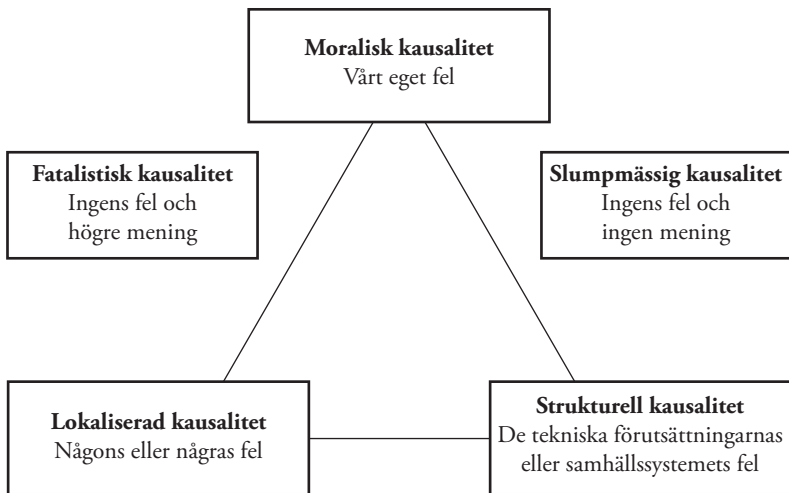 Moralisk kausalitet
Vårt eget fel
Fatalistisk kausalitet
Ingens fel och
högre mening
Slumpmässig kausalitet
Ingens fel och
ingen mening
Lokaliserad kausalitet
Någons eller några​s fel
Strukturell kausalitet
De tekniska förutsättningarnas
eller samhällssystemets fel